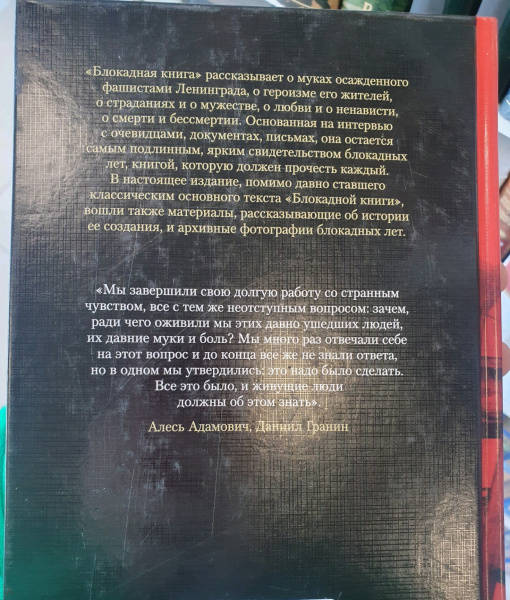 «Блокадная книга» рассказывает о муках осажденного
фашистами Ленинграда, о героизме его жителей,
о страданиях и о мужестве, о любви и о ненависти,
о смерти и бессмертии. Основанная на интервью
с очевидцами, документах, письмах, она остается
самым подлинным, ярким свидетельством блокадных
лет, книгой, которую должен прочесть каждый.
В настоящее издание, помимо давно ставшего
классическим основного текста «Блокадной книги»,
вошли также материалы, рассказывающие об истории
ее создания, и архивные фотографии блокадных лет.
«Мы завершили свою долгую работу со странным
чувством, все с тем же неотступным вопросом: зачем,
ради чего оживили мы этих давно ушедших людей,
их давние муки и боль? Мы много раз отвечали себе
на этот вопрос и до конца все же не знали ответа,
но в одном мы утвердились: это надо было сделать.
Все это было, и живущие люди
должны об этом знать».
Алесь Адамович, Даниил Гранин